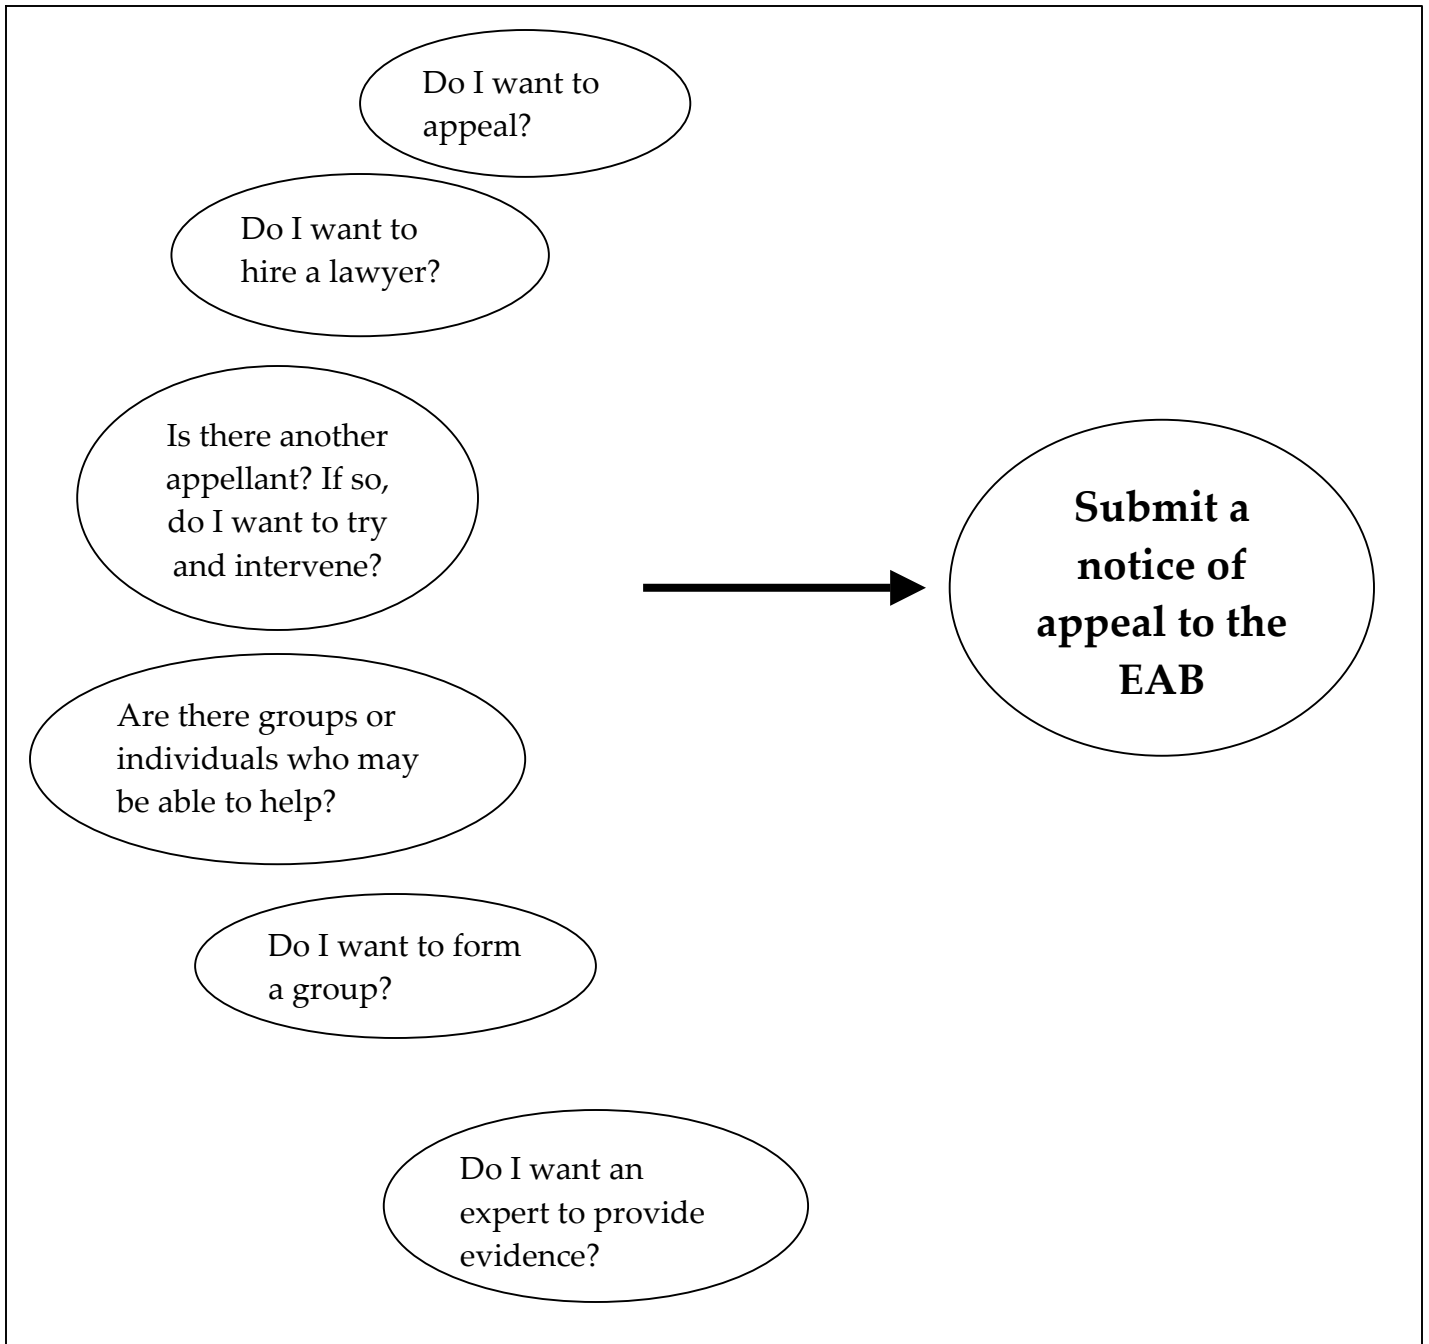 Do I want to
appeal?
Do I want to
hire a lawyer?
Is there another
appellant? If so,
do I want to try
and intervene?
Submit a
notice of
appeal to the
EAB
Are there groups or
individuals who may
be able to help?
Do I want to form
a group?
Do I want an
expert to provide
evidence?